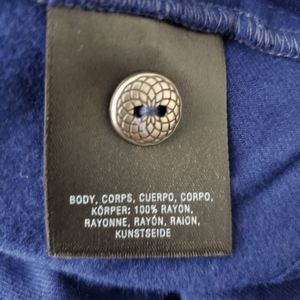 BODY, CORPS, CUERPO, CORPO,
KÖRPER: 100% RAYON,
RAYONNE, RAYÓN, RAION,
KUNSTSEIDE